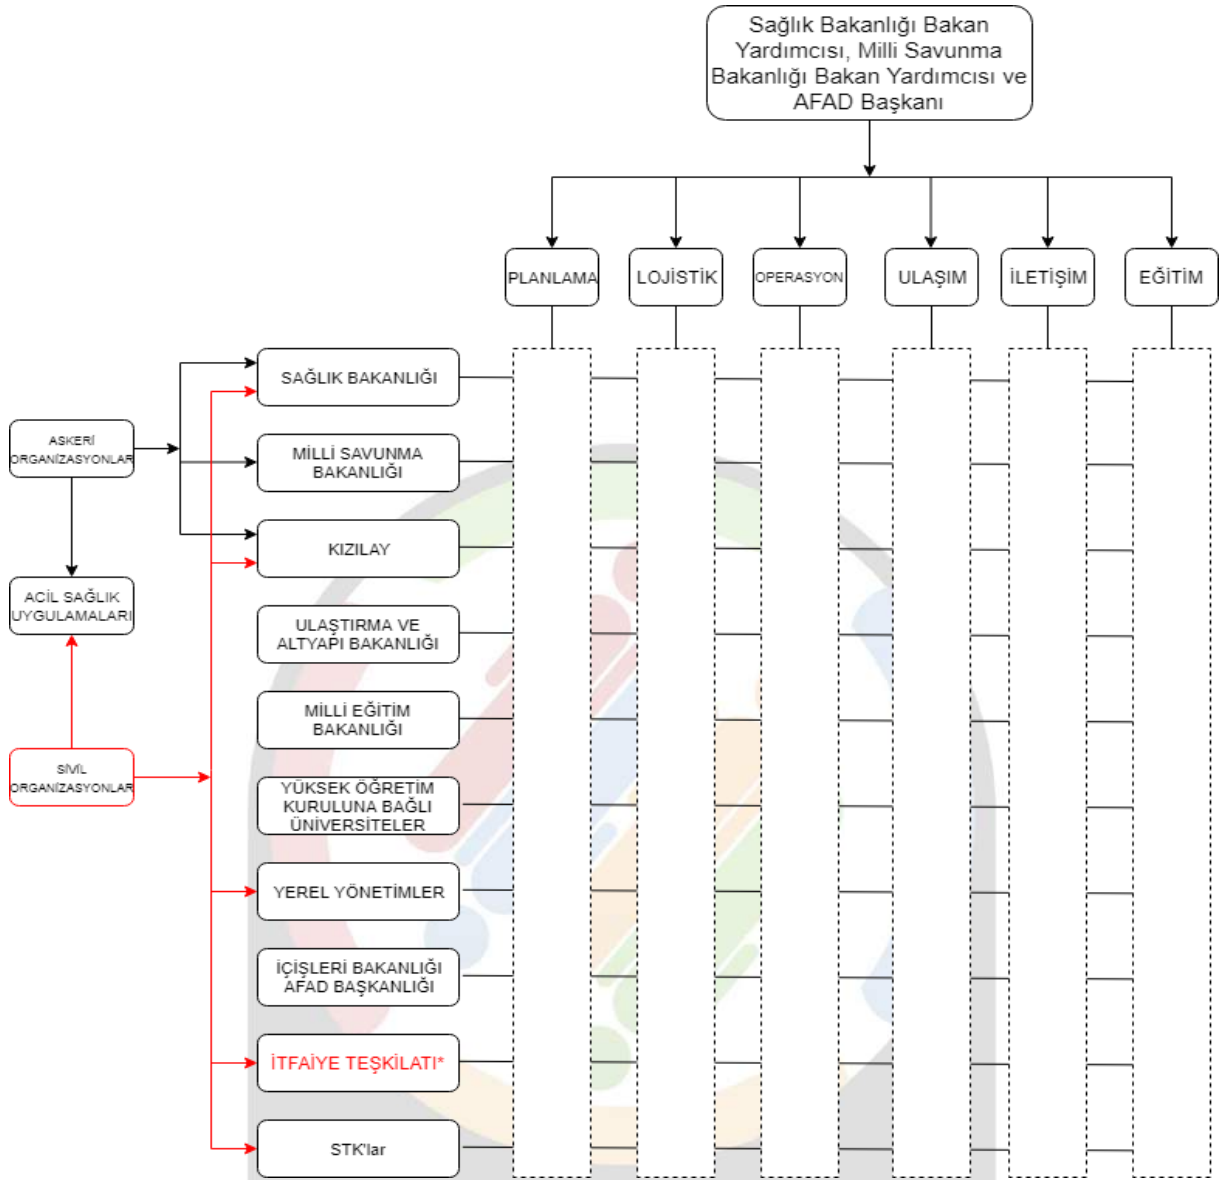 Sağlık Bakanlığı Bakan
Yardımcısı, Milli Savunma
Bakanlığı Bakan Yardımcısı ve
AFAD Başkanı
PLANLAMA
LOJİSTİK
OPERASYON
ULAŞIM
İLETİŞİM
EĞİTİM
SAĞLIK BAKANLIĞI
ASKERİ
ORGANİZASYONLAR
MİLLİ SAVUNMA
BAKANLIĞI
KIZILAY
ACİL SAĞLIK
UYGULAMALARI
ULAŞTIRMA VE
ALTYAPI BAKANLIĞI
MİLLİ EĞİTİM
BAKANLIĞI
SİVİL
ORGANİZASYONLAR
YÜKSEK ÖĞRETİM
KURULUNA BAĞLI
ÜNİVERSİTELER
YEREL YÖNETİMLER
İÇİŞLERİ BAKANLIĞI
AFAD BAŞKANLIĞI
İTFAİYE TEŞKİLATI*
STK'lar